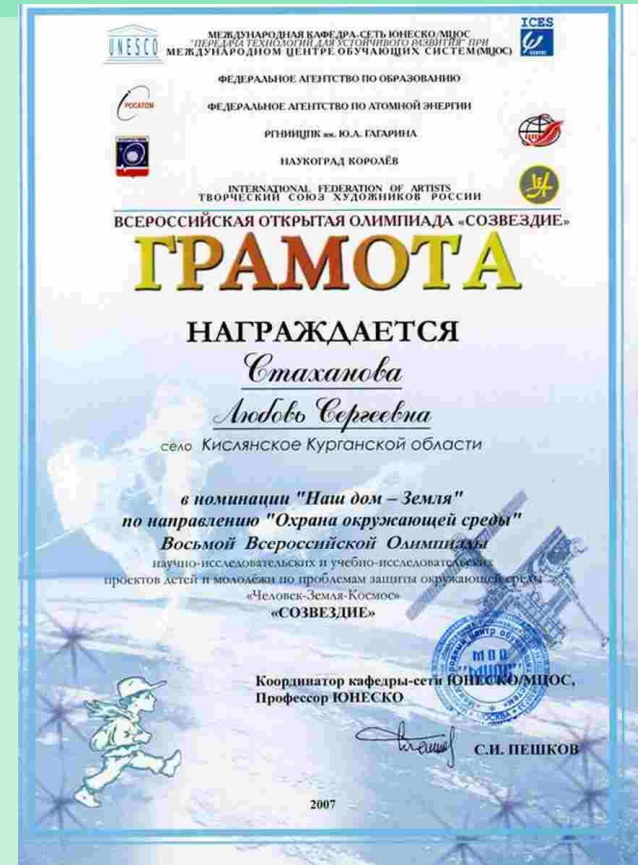 UNESCO
ICES
МЕЖДУНАРОДНАЯ КАФЕДРА-СЕТЬ ЮНЕСКО/МЦОС
"ПЕРЕДАЧА ТЕХНОЛОГИЙ ДЛЯ УСТОЙЧИВОГО РАЗВИТИЯ" ПРИ
МЕЖДУНАРОДНОМ ЦЕНТРЕ ОБУЧАЮЩИХ СИСТЕМ(МЦОС)
ФЕДЕРАЛЬНОЕ АГЕНТСТВО ПО ОБРАЗОВАНИЮ
РОСАТОМ
ФЕДЕРАЛЬНОЕ АГЕНТСТВО ПО АТОМНОЙ ЭНЕРГИИ
РГНИИЦПК им. Ю.А. ГАГАРИНА
НАУКОГРАД КОРОЛЁВ
INTERNATIONAL FEDERATION OF ARTISTS
ТВОРЧЕСКИЙ СОЮЗ ХУДОЖНИКОВ РОССИИ
ВСЕРОССИЙСКАЯ ОТКРЫТАЯ ОЛИМПИАДА «СОЗВЕЗДИЕ»
ГРАМОТА
НАГРАЖДАЕТСЯ
Стаханова
Любовь Сергеевна
село Кислянское Курганской области
в номинации "Наш дом – Земля"
по направлению "Охрана окружающей среды"
Восьмой Всероссийской Олимпиады
научно-исследовательских и учебно-исследовательских
проектов детей и молодёжи по проблемам защиты окружающей среды
«Человек-Земля-Космос»
«СОЗВЕЗДИЕ»
Координатор кафедры-сети ЮНЕСКО/МЦОС,
Профессор ЮНЕСКО
С.И. ПЕШКОВ
2007